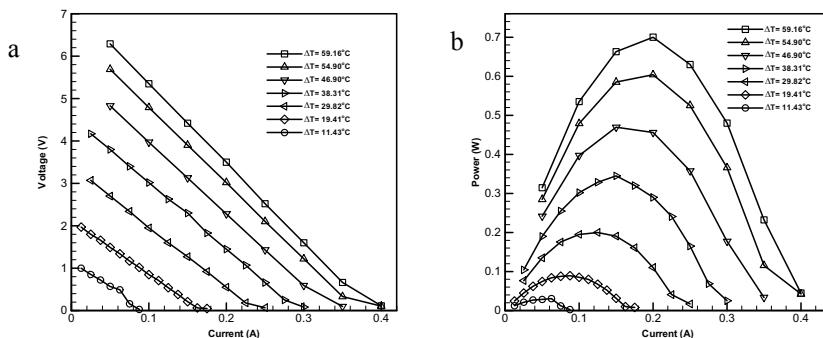 a
Voltage (V)
7
6
5
4
3
2
1
0
0
0.1
0.2
0.3
0.4
Current (A)
ΔT= 59.16°C
ΔT= 54.90°C
ΔT= 46.90°C
ΔT= 38.31°C
ΔT= 29.82°C
ΔT= 19.41°C
ΔT= 11.43°C
b
Power (W)
0.7
0.6
0.5
0.4
0.3
0.2
0.1
0
0
0.1
0.2
0.3
0.4
Current (A)
ΔT= 59.16°C
ΔT= 54.90°C
ΔT= 46.90°C
ΔT= 38.31°C
ΔT= 29.82°C
ΔT= 19.41°C
ΔT= 11.43°C